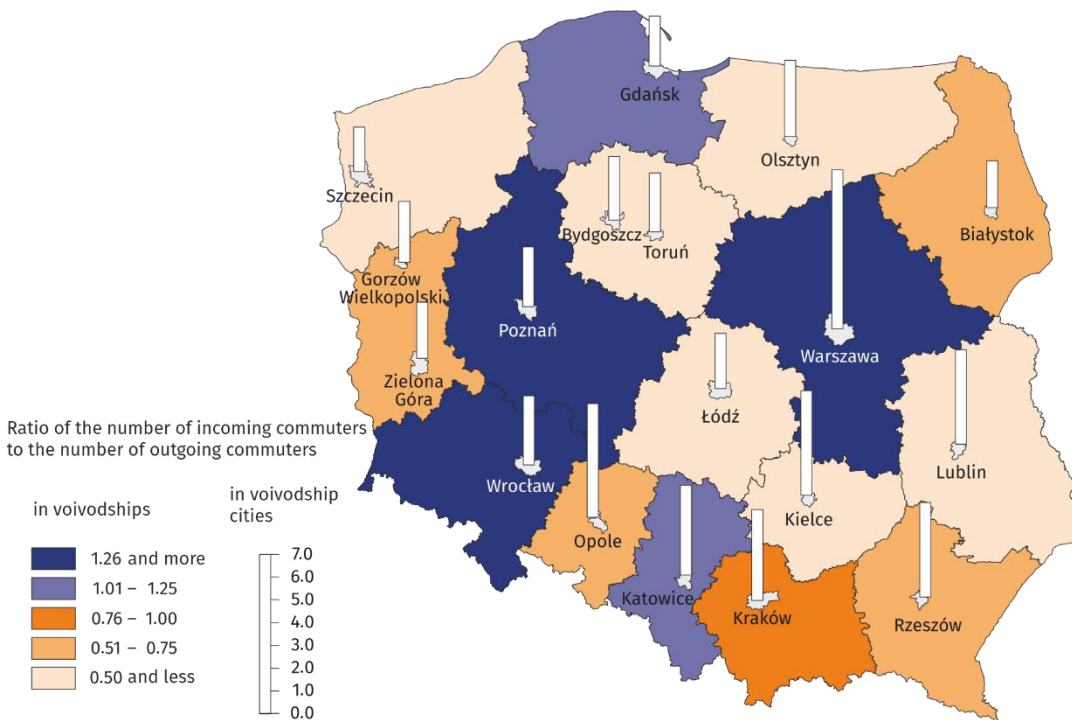 Gdańsk
Olsztyn
Szczecin
Bydgoszcz
Toruń
Białystok
Gorzów
Wielkopolski
Poznań
Warszawa
Zielona
Góra
Łódź
Ratio of the number of incoming commuters
to the number of outgoing commuters
Wrocław
Lublin
in voivodships
in voivodship
cities
Kielce
Opole
Katowice
Kraków
Rzeszów
1.26 and more
1.01 – 1.25
0.76 – 1.00
0.51 – 0.75
0.50 and less
7.0
6.0
5.0
4.0
3.0
2.0
1.0
0.0